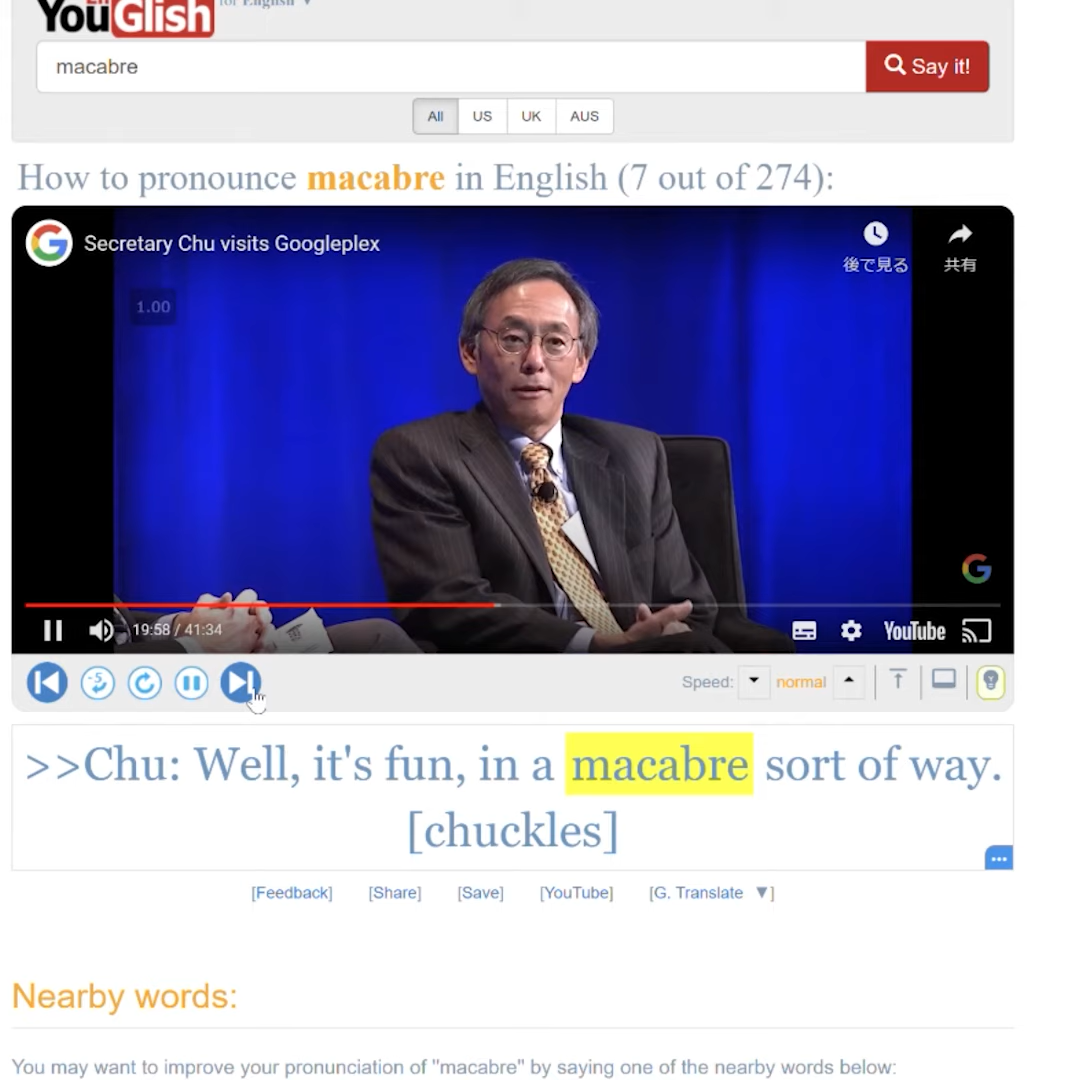 YouGlish for English ▼
macabre
Say it!
All US UK AUS
How to pronounce macabre in English (7 out of 274):
Secretary Chu visits Googleplex
後で見る 共有
1.00
19:58 / 41:34
YouTube
5
Speed: normal
>>Chu: Well, it's fun, in a macabre sort of way.
[chuckles]
[Feedback] [Share] [Save] [YouTube] [G. Translate ▼]
Nearby words:
You may want to improve your pronunciation of "macabre" by saying one of the nearby words below: